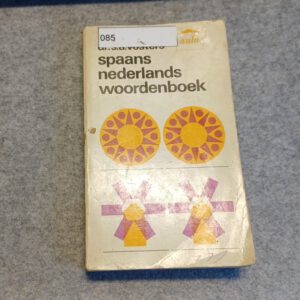 085
dr. s.a. vosters
spaans
nederlands
woordenboek